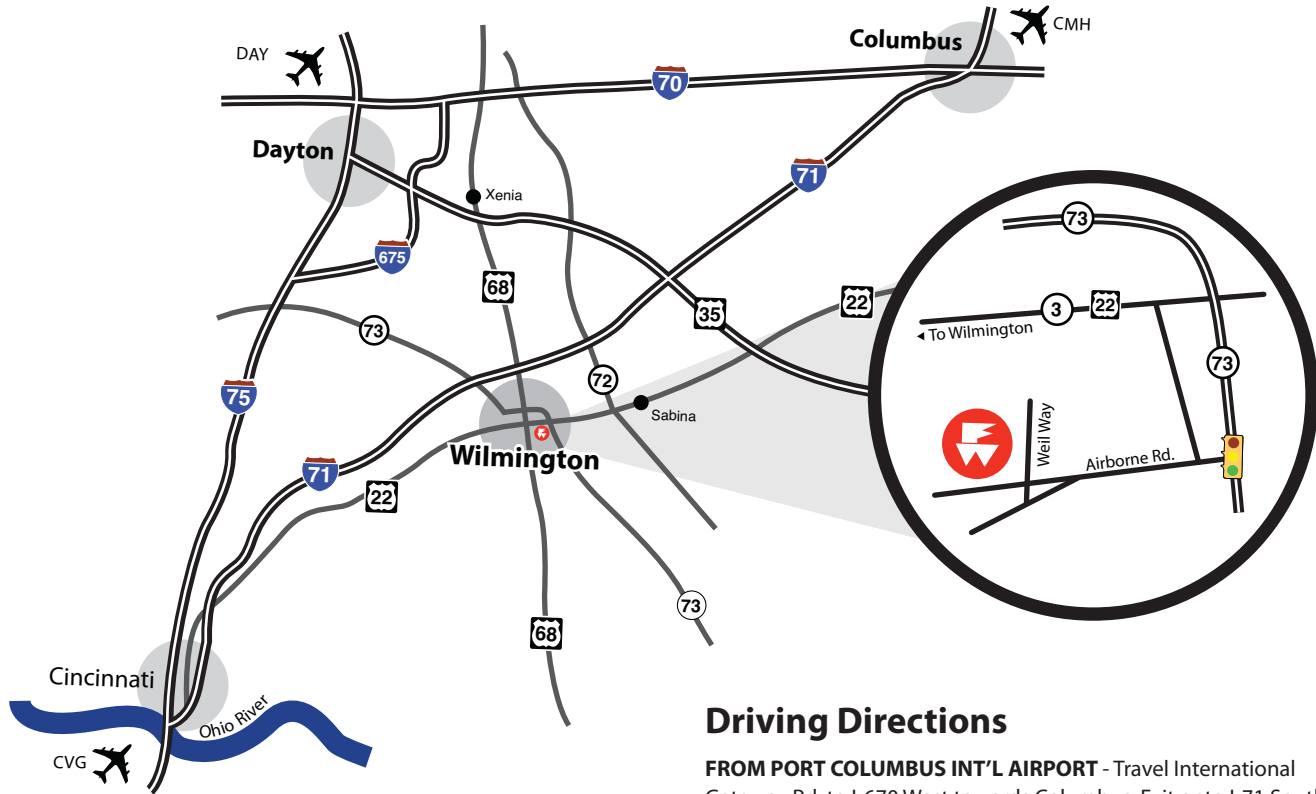 DAY
Columbus
CMH
70
Dayton
71
Xenia
73
675
68
22
3
22
To Wilmington
35
73
73
72
75
Sabina
Weil Way
Airborne Rd.
Wilmington
71
22
73
68
Cincinnati
Ohio River
CVG
Driving Directions
FROM PORT COLUMBUS INT'L AIRPORT - Travel International